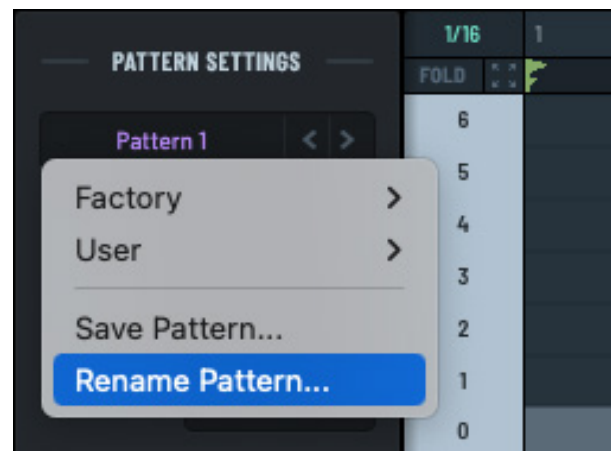 PATTERN SETTINGS
Pattern 1
Factory
User
Save Pattern...
Rename Pattern...
1/16
1
FOLD
6
5
4
3
2
1
0